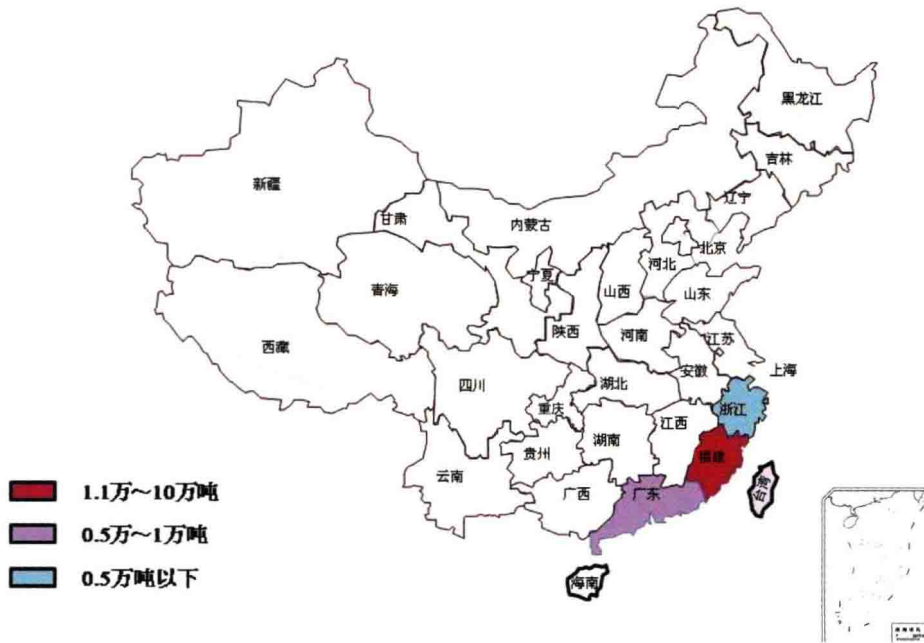 黑龙江
吉林
辽宁
新疆
甘肃
内蒙古
北京
河北
宁夏
山西
山东
青海
陕西
河南
江苏
西藏
安徽
上海
四川
湖北
重庆
浙江
江西
湖南
贵州
福建
云南
广西
广东
台湾
海南
1.1万～10万吨
0.5万～1万吨
0.5万吨以下